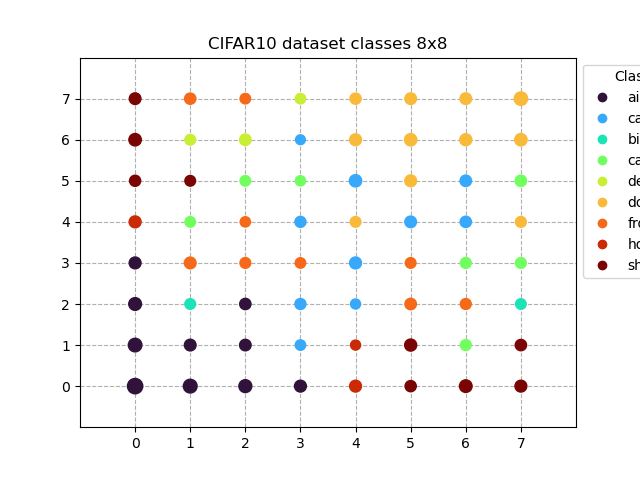 CIFAR10 dataset classes 8x8
Clas
7
ai
ca
6
bi
ca
5
de
do
4
fro
ho
3
sh
2
1
0
0 1 2 3 4 5 6 7